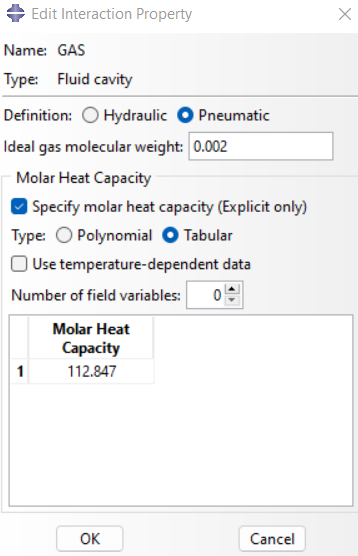 Edit Interaction Property
Name: GAS
Type: Fluid cavity
Definition: Hydraulic Pneumatic
Ideal gas molecular weight: 0.002
Molar Heat Capacity
Specify molar heat capacity (Explicit only)
Type: Polynomial Tabular
Use temperature-dependent data
Number of field variables: 0
Molar Heat
Capacity
1 112.847
OK Cancel